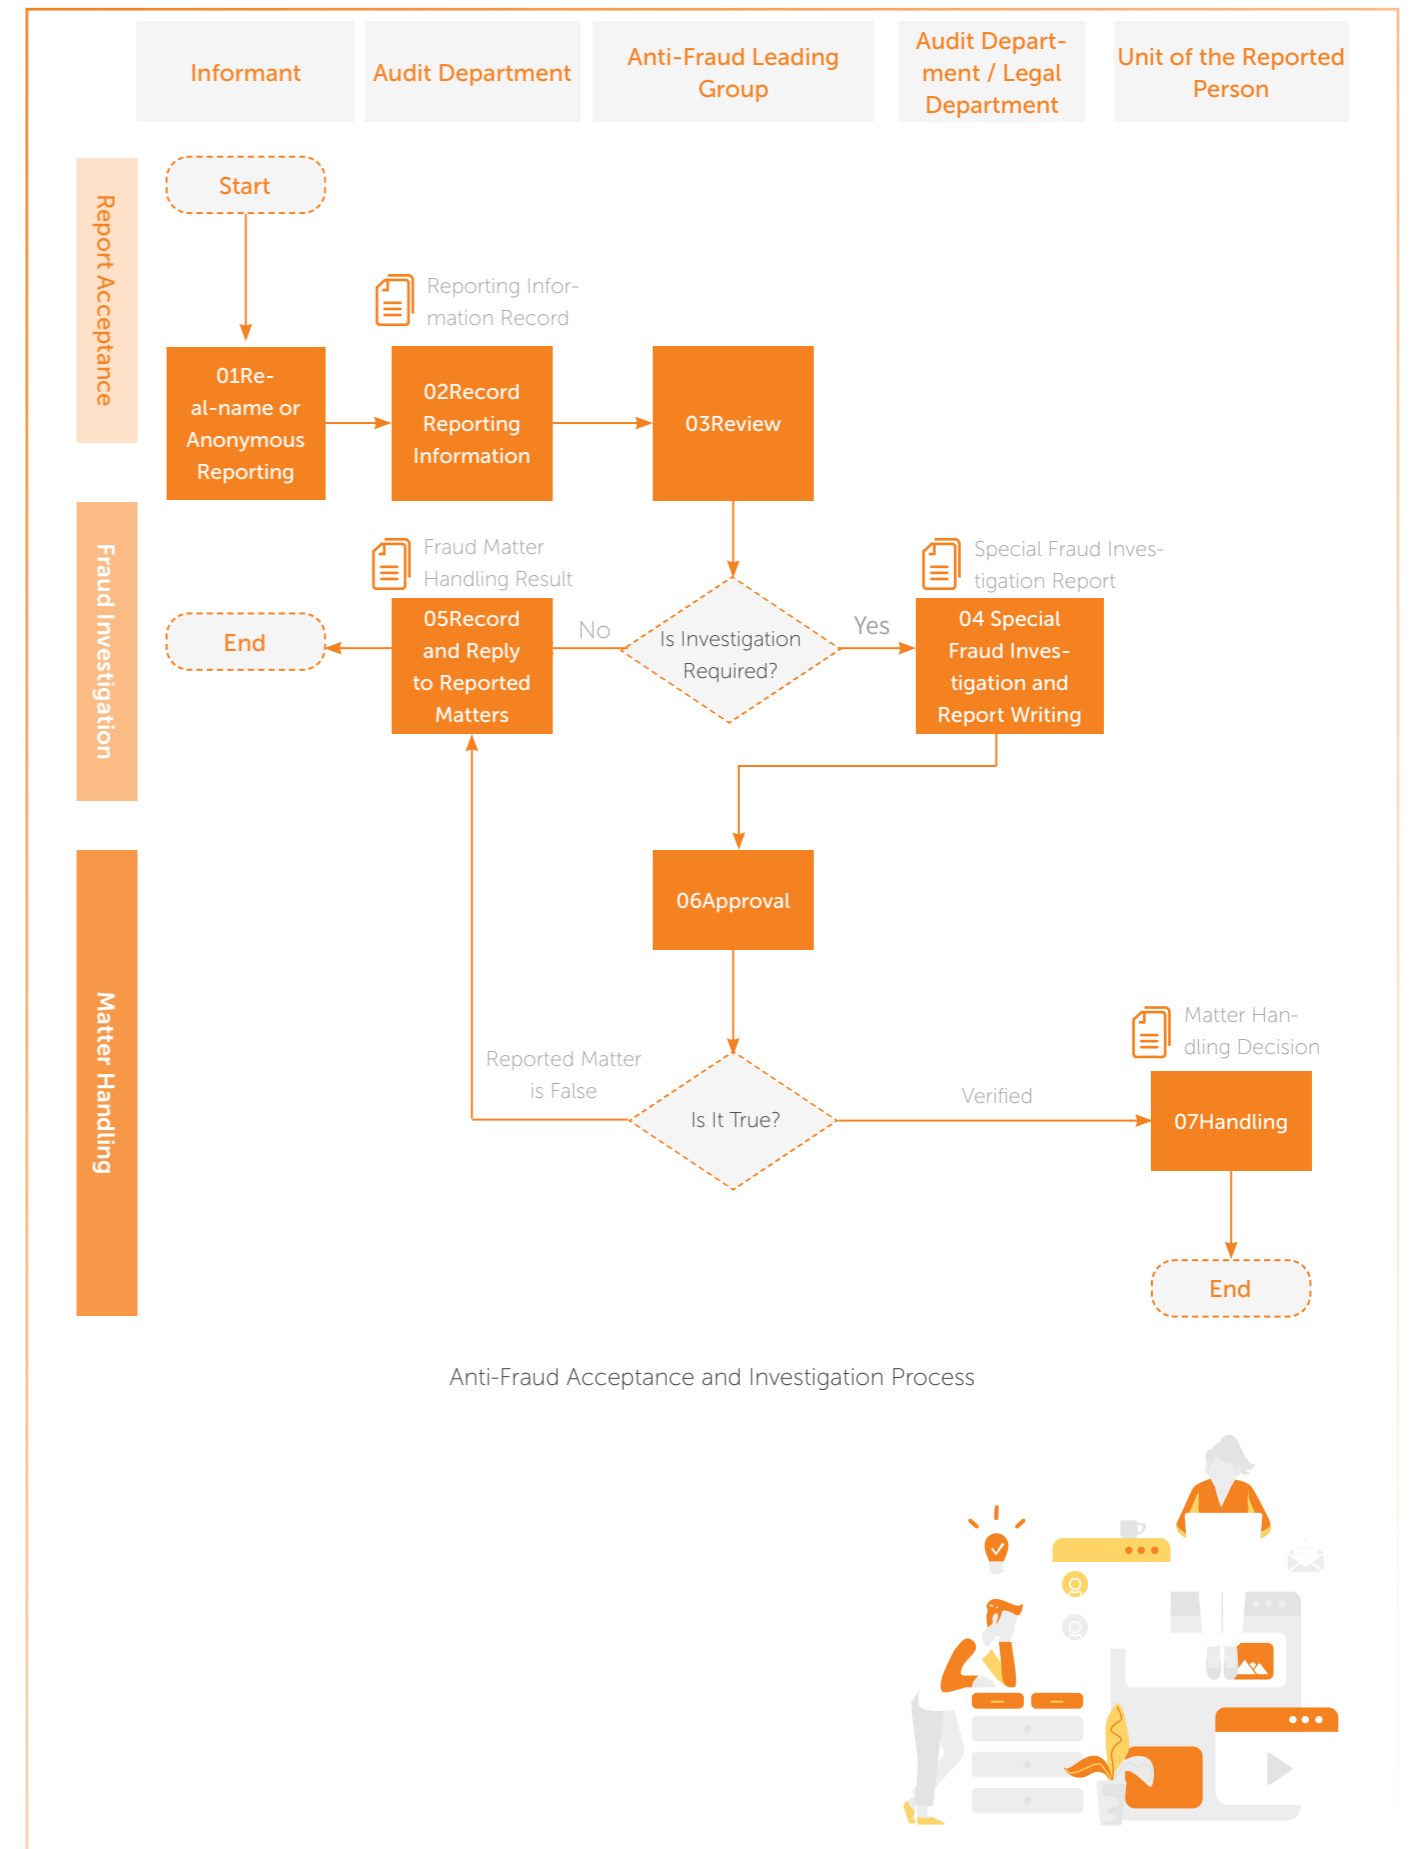 Informant
Audit Department
Anti-Fraud Leading
Group
Audit Depart-
ment / Legal
Department
Unit of the Reported
Person
Report Acceptance
Start
Reporting Infor-
mation Record
01Re-
al-name or
Anonymous
Reporting
02Record
Reporting
Information
03Review
Fraud Investigation
Fraud Matter
Handling Result
Special Fraud Inves-
tigation Report
End
05Record
and Reply
to Reported
Matters
No
Is Investigation
Required?
Yes
04 Special
Fraud Inves-
tigation and
Report Writing
Matter Handling
06Approval
Reported Matter
is False
Is It True?
Verified
Matter Han-
dling Decision
07Handling
End
Anti-Fraud Acceptance and Investigation Process